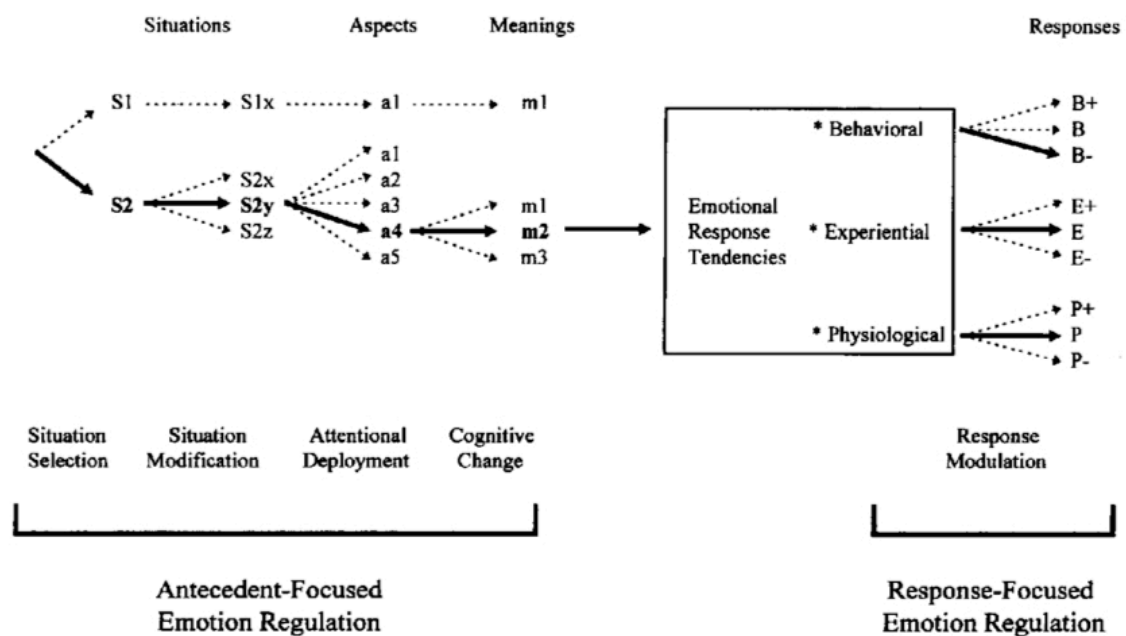 Situations Aspects Meanings Responses
S1 S1x a1 m1 B+
* Behavioral B
a1 B-
S2x a2
S2 S2y a3 m1 Emotional E+
S2z a4 m2 Response * Experiential E
a5 m3 Tendencies E-
P+
* Physiological P
P-
Situation Situation Attentional Cognitive Response
Selection Modification Deployment Change Modulation
Antecedent-Focused Response-Focused
Emotion Regulation Emotion Regulation